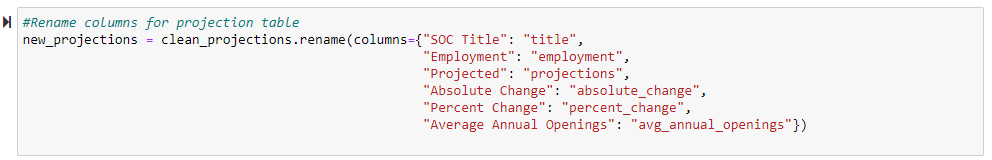 #Rename columns for projection table
new_projections = clean_projections.rename(columns={"SOC Title": "title",
"Employment": "employment",
"Projected": "projections",
"Absolute Change": "absolute_change",
"Percent Change": "percent_change",
"Average Annual Openings": "avg_annual_openings"})